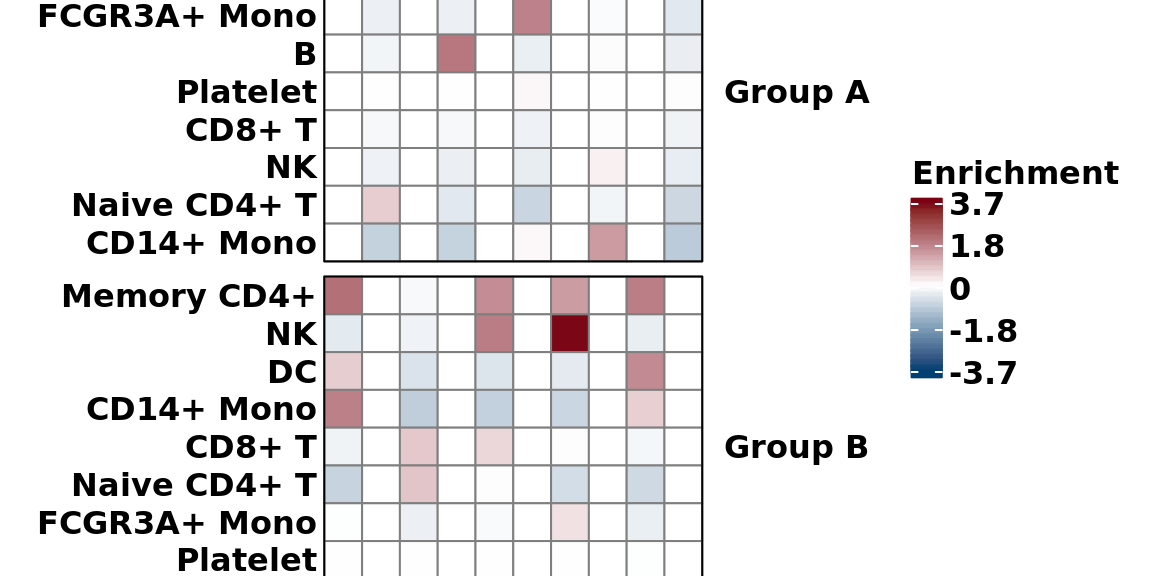 FCGR3A+ Mono
B
Platelet
CD8+ T
NK
Naive CD4+ T
CD14+ Mono
Group A
Memory CD4+
NK
DC
CD14+ Mono
CD8+ T
Naive CD4+ T
FCGR3A+ Mono
Platelet
Group B
Enrichment
3.7
1.8
0
-1.8
-3.7